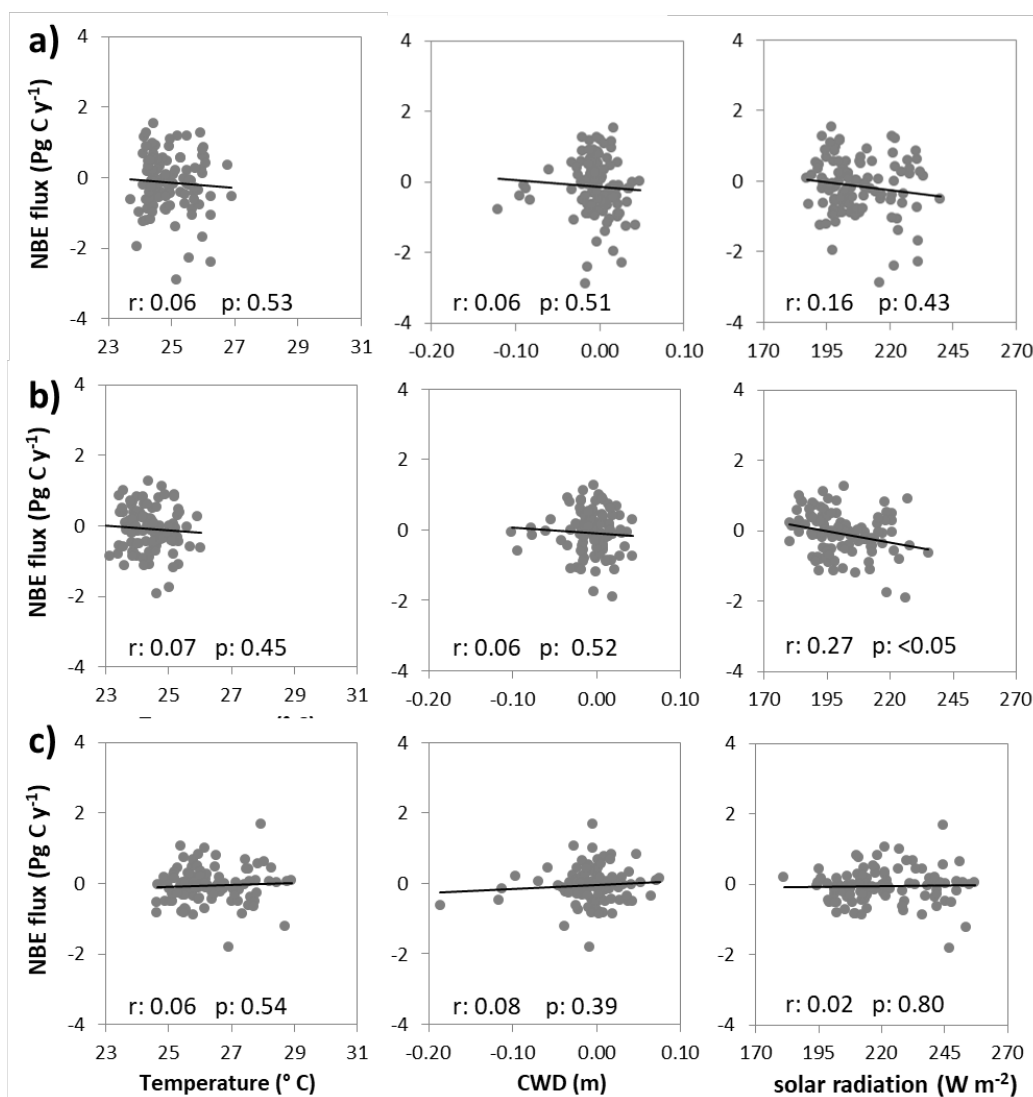 a)
NBE flux (Pg C y⁻¹)
4
2
0
-2
-4
r: 0.06 p: 0.53
23 25 27 29 31
4
2
0
-2
-4
r: 0.06 p: 0.51
-0.20 -0.10 0.00 0.10
4
2
0
-2
-4
r: 0.16 p: 0.43
170 195 220 245 270
b)
NBE flux (Pg C y⁻¹)
4
2
0
-2
-4
r: 0.07 p: 0.45
23 25 27 29 31
4
2
0
-2
-4
r: 0.06 p: 0.52
-0.20 -0.10 0.00 0.10
4
2
0
-2
-4
r: 0.27 p: <0.05
170 195 220 245 270
c)
NBE flux (Pg C y⁻¹)
4
2
0
-2
-4
r: 0.06 p: 0.54
23 25 27 29 31
Temperature (° C)
4
2
0
-2
-4
r: 0.08 p: 0.39
-0.20 -0.10 0.00 0.10
CWD (m)
4
2
0
-2
-4
r: 0.02 p: 0.80
170 195 220 245 270
solar radiation (W m⁻²)